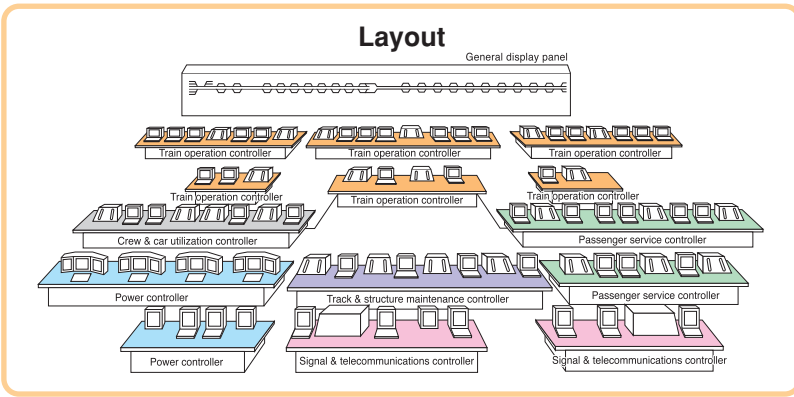 Layout
General display panel
Train operation controller
Train operation controller
Train operation controller
Train operation controller
Train operation controller
Train operation controller
Crew & car utilization controller
Passenger service controller
Power controller
Track & structure maintenance controller
Passenger service controller
Power controller
Signal & telecommunications controller
Signal & telecommunications controller